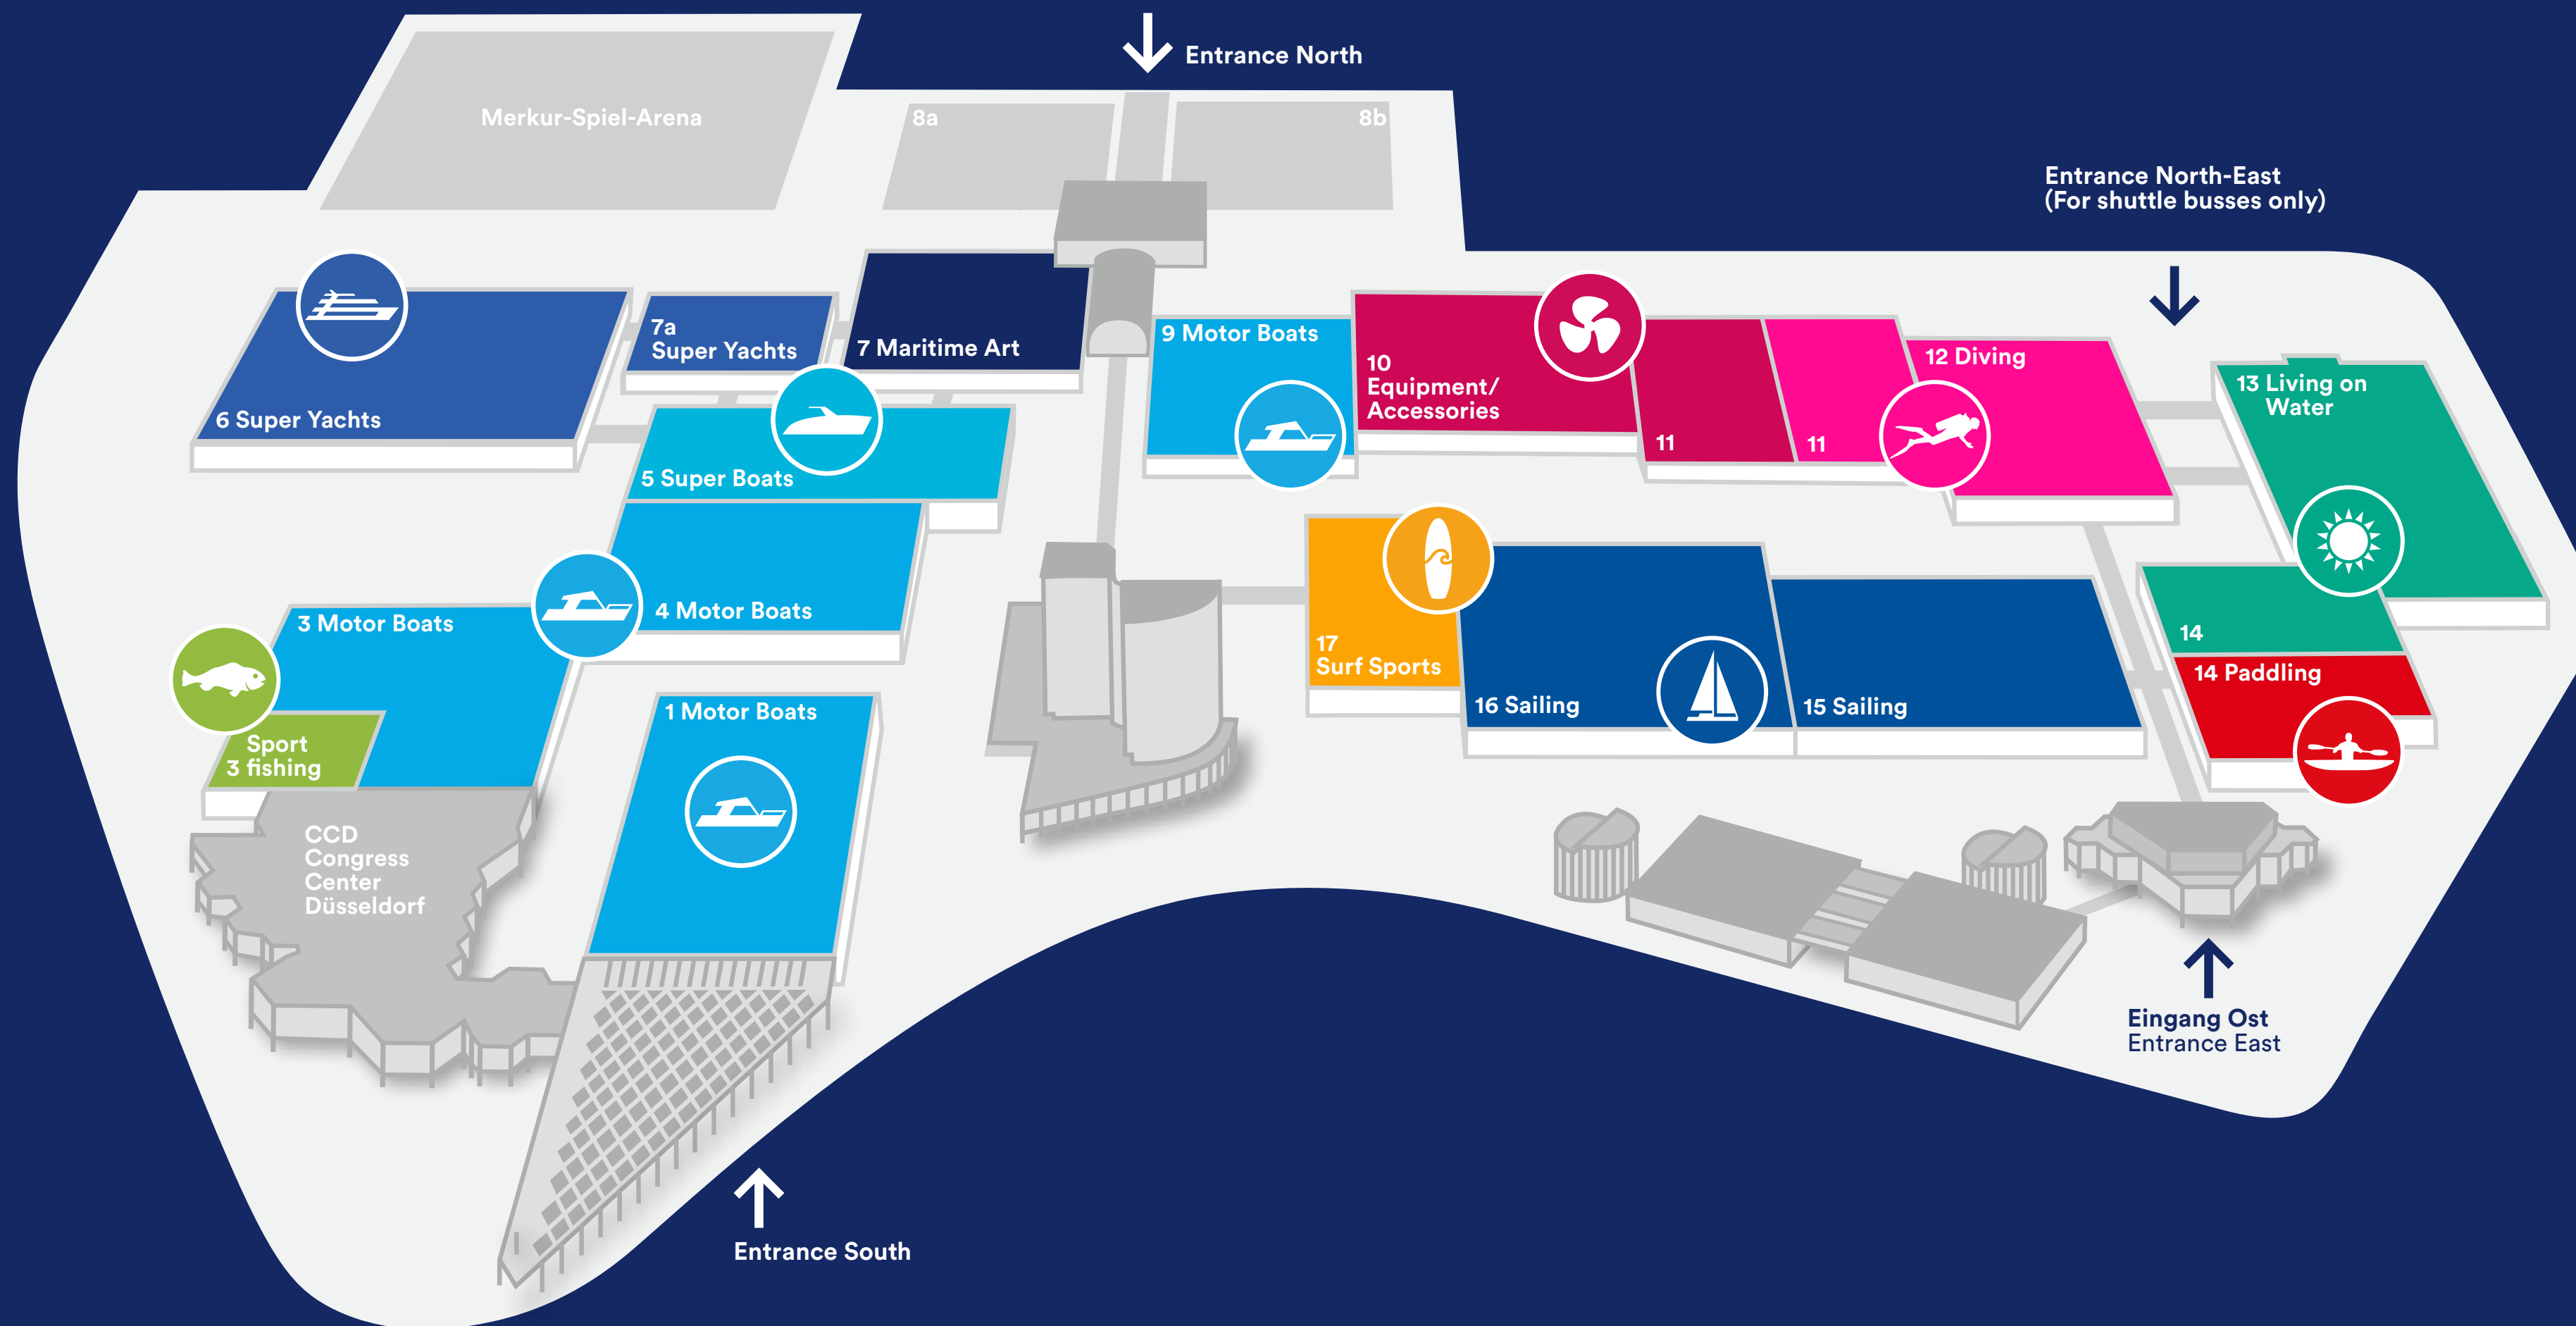 Entrance North
Merkur-Spiel-Arena
8a
8b
Entrance North-East
(For shuttle busses only)
7a
Super Yachts
7 Maritime Art
6 Super Yachts
9 Motor Boats
10
Equipment/
Accessories
11
11
12 Diving
13 Living on
Water
5 Super Boats
4 Motor Boats
3 Motor Boats
Sport
3 fishing
1 Motor Boats
17
Surf Sports
16 Sailing
15 Sailing
14
14 Paddling
CCD
Congress
Center
Düsseldorf
Eingang Ost
Entrance East
Entrance South